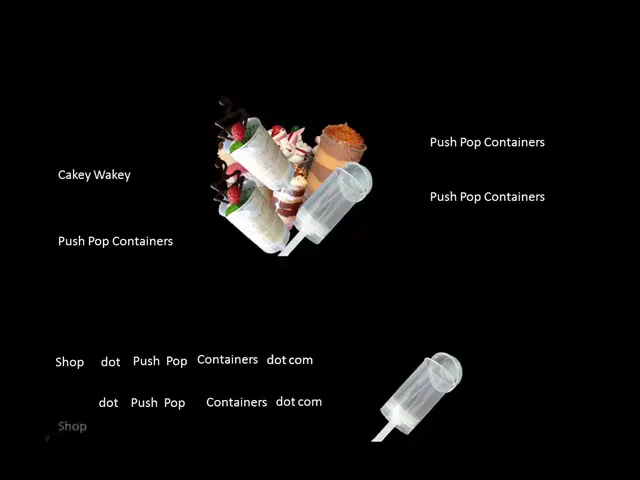 Push Pop Containers
Cakey Wakey
Push Pop Containers
Push Pop Containers
Shop dot Push Pop Containers dot com
dot Push Pop Containers dot com
Shop